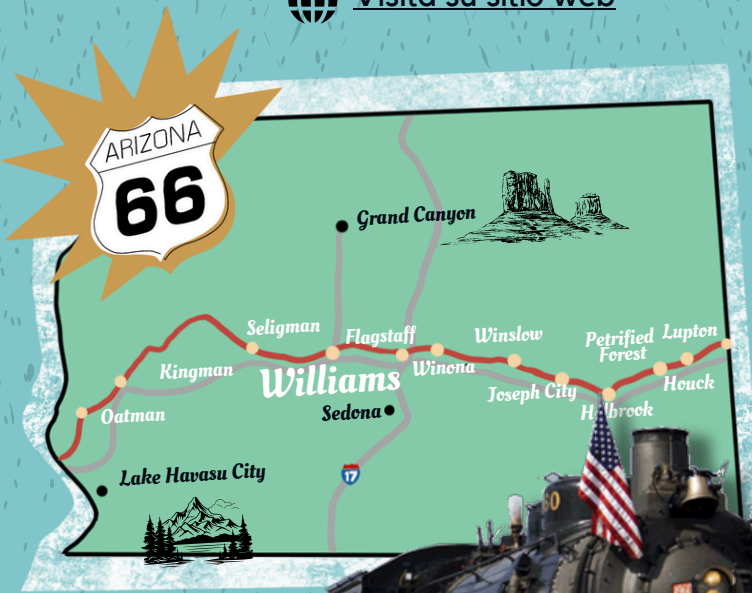 Visita su sitio web
ARIZONA
66
Grand Canyon
Seligman
Flagstaff
Winslow
Petrified
Forest
Lupton
Kingman
Williams
Winona
Joseph City
Houck
Holbrook
Oatman
Sedona
Lake Havasu City
17